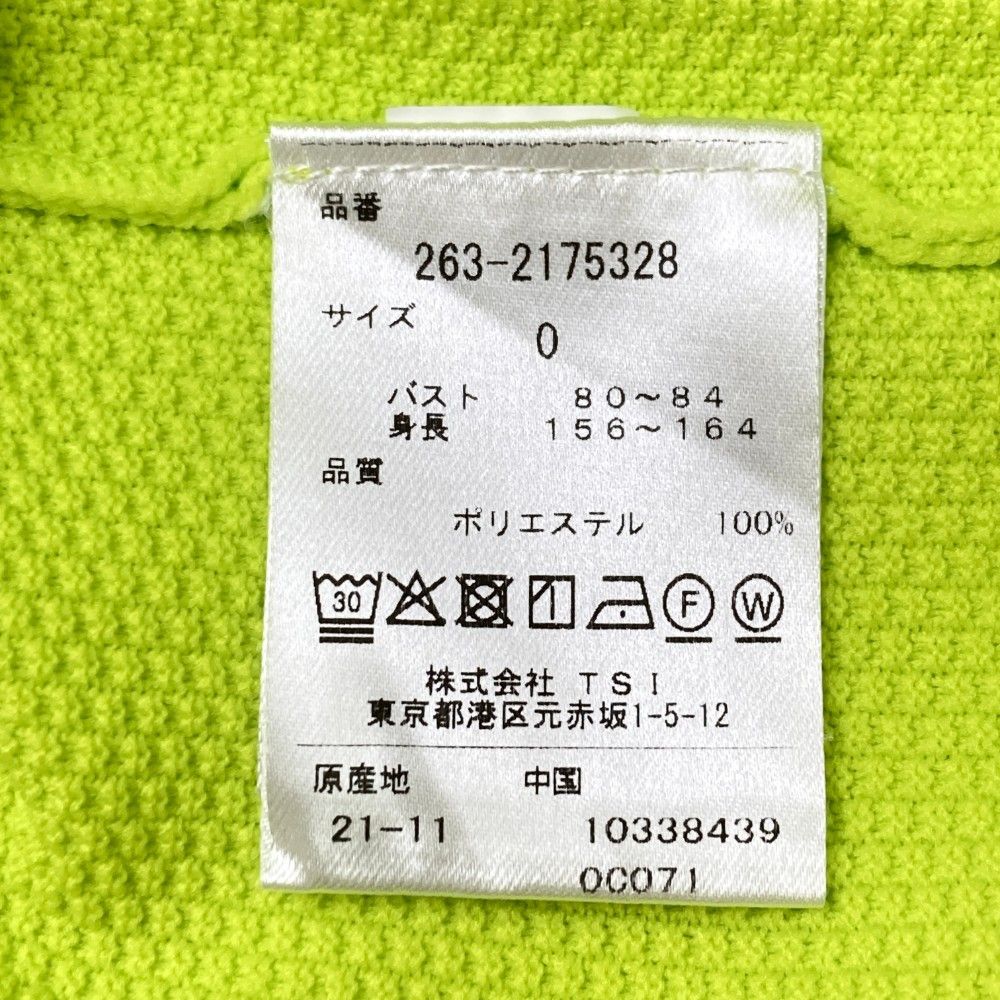 品番
263-2175328
サイズ
0
バスト 80～84
身長 156～164
品質
ポリエステル 100%
30 F W
株式会社 TSI
東京都港区元赤坂1-5-12
原産地 中国
21-11 10338439
0C071